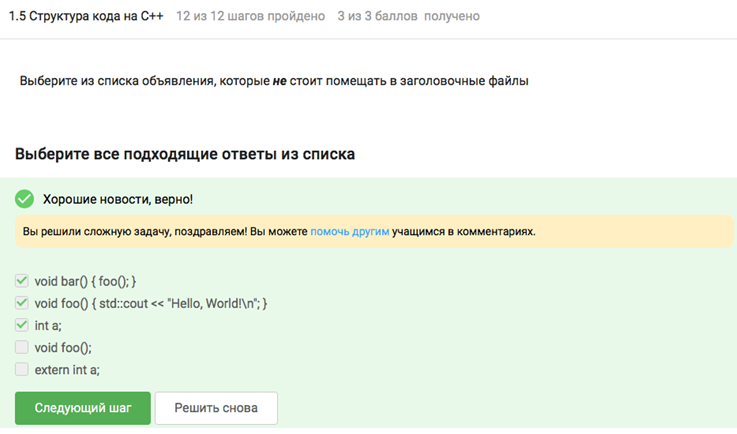 1.5 Структура кода на C++ 12 из 12 шагов пройдено 3 из 3 баллов получено
Выберите из списка объявления, которые не стоит помещать в заголовочные файлы
Выберите все подходящие ответы из списка
Хорошие новости, верно!
Вы решили сложную задачу, поздравляем! Вы можете помочь другим учащимся в комментариях.
void bar() { foo(); }
void foo() { std::cout << "Hello, World!\n"; }
int a;
void foo();
extern int a;
Следующий шаг Решить снова